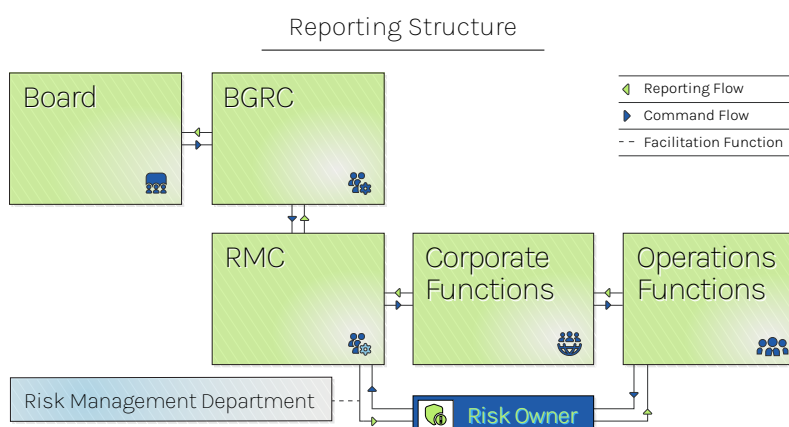 Reporting Structure
Board
BGRC
Reporting Flow
Command Flow
Facilitation Function
RMC
Corporate
Functions
Operations
Functions
Risk Management Department
Risk Owner